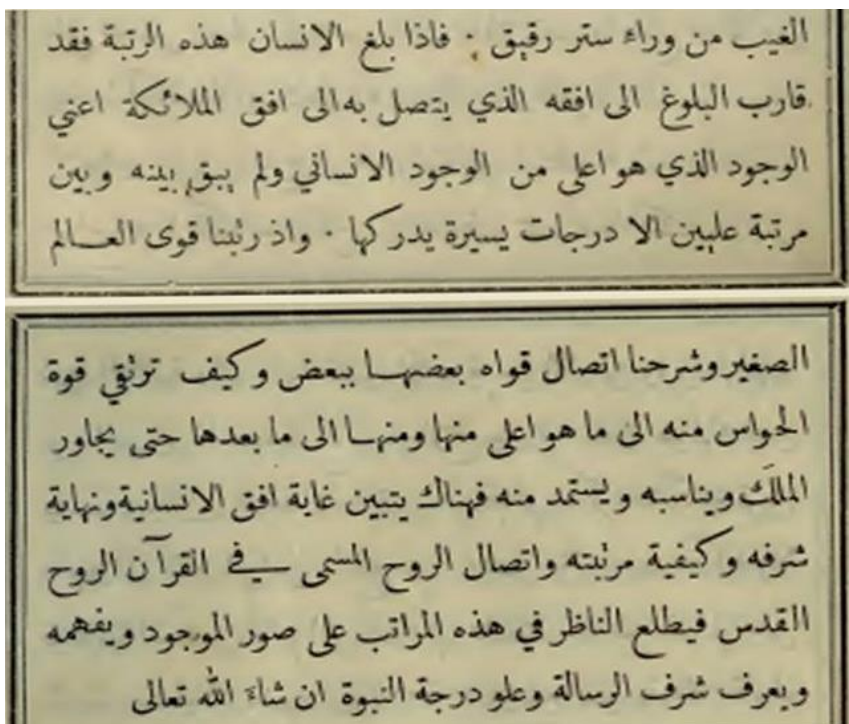 الغيب من وراء ستر رقيق . فاذا بلغ الانسان هذه الرتبة فقد
قارب البلوغ الى افقه الذي يتصل به الى افق الملائكة اعني
الوجود الذي هو اعلى من الوجود الانساني ولم يبق بينه وبين
مرتبة عليين الا درجات يسيرة يدركها . واذ رتبنا قوى العالم
الصغير وشرحنا اتصال قواه بعضها ببعض وكيف ترتقي قوة
الحواس منه الى ما هو اعلى منها ومنها الى ما بعدها حتى يجاور
الملَك ويناسبه ويستمد منه فهناك يتبين غاية افق الانسانية ونهاية
شرفه وكيفية مرتبته واتصال الروح المسمى في القرآن الروح
القدس فيطلع الناظر في هذه المراتب على صور الموجود ويفهمه
ويعرف شرف الرسالة وعلو درجة النبوة ان شاءَ الله تعالى